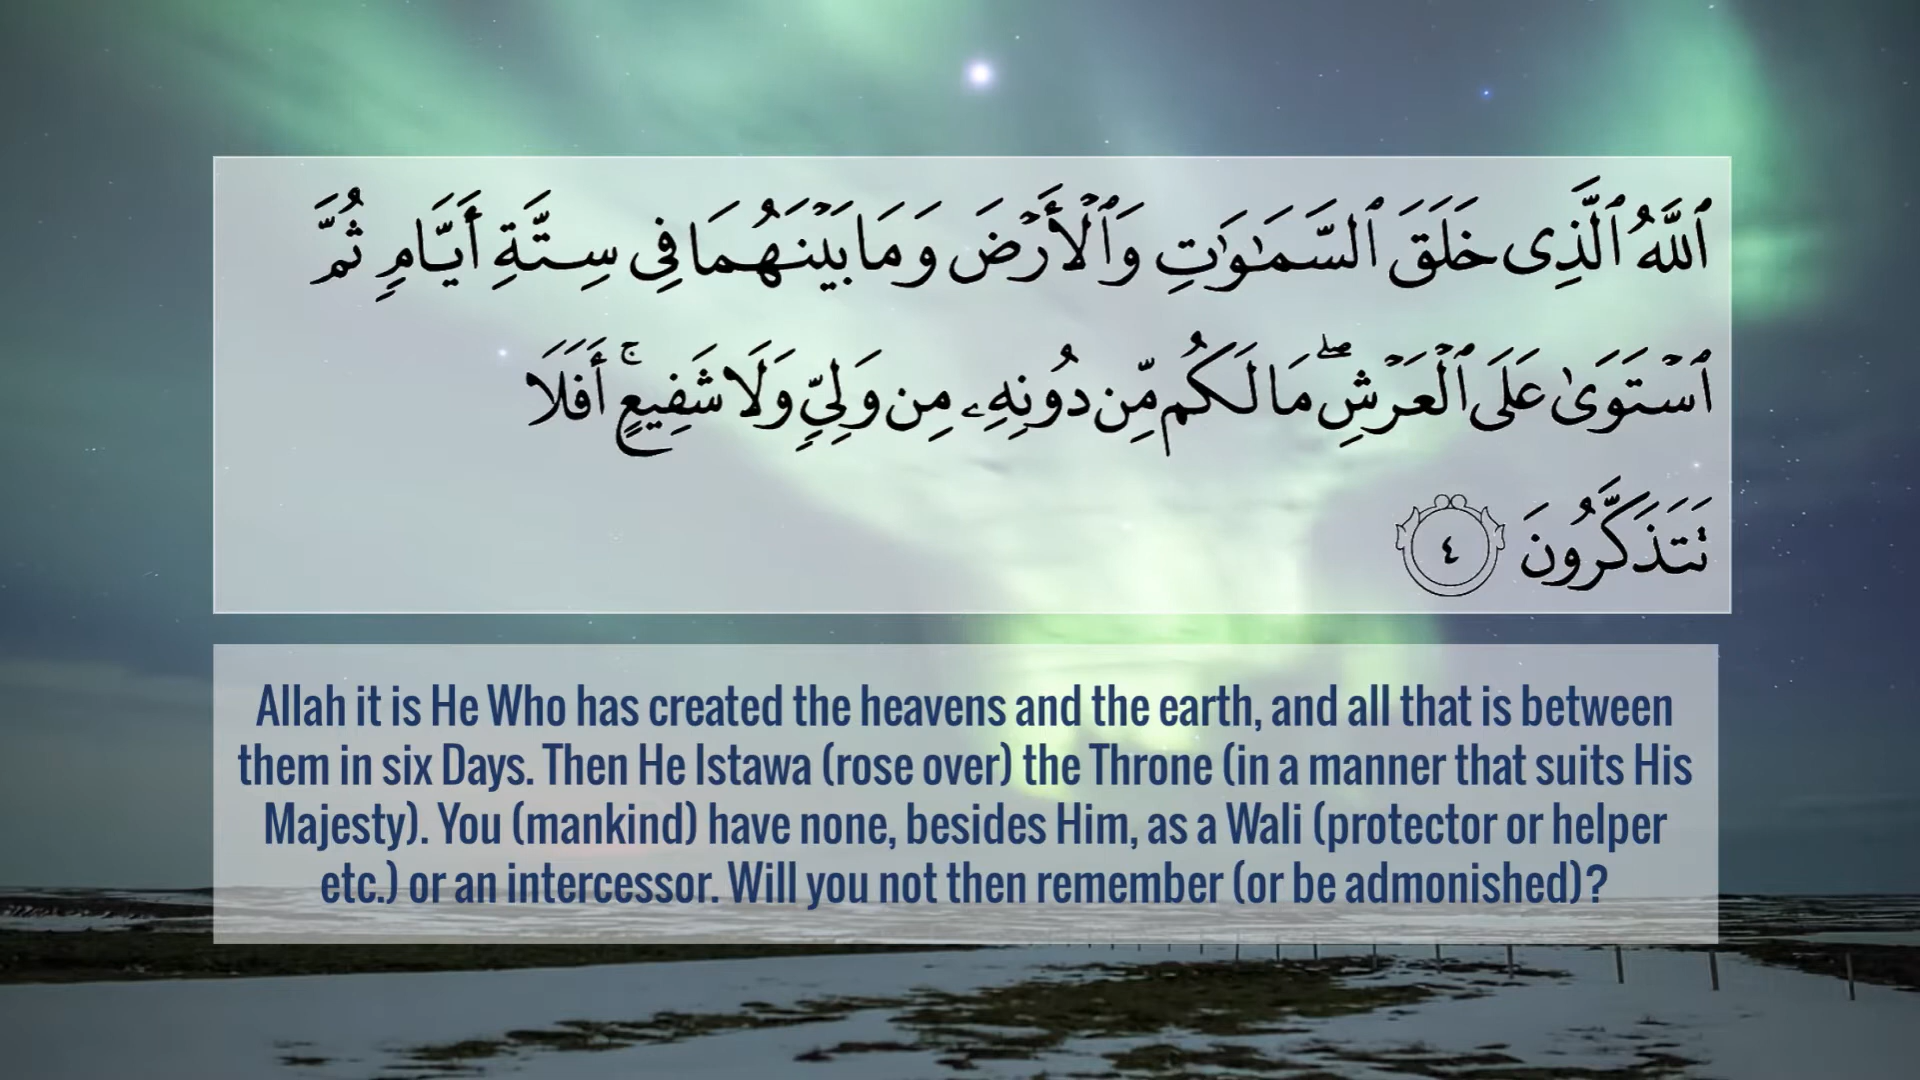 ٱللَّهُ ٱلَّذِى خَلَقَ ٱلسَّمَـٰوَٰتِ وَٱلْأَرْضَ وَمَا بَيْنَهُمَا فِى سِتَّةِ أَيَّامٍ ثُمَّ
ٱسْتَوَىٰ عَلَى ٱلْعَرْشِ ۖ مَا لَكُم مِّن دُونِهِۦ مِن وَلِىٍّ وَلَا شَفِيعٍ ۚ أَفَلَا
تَتَذَكَّرُونَ ٤
Allah it is He Who has created the heavens and the earth, and all that is between
them in six Days. Then He Istawa (rose over) the Throne (in a manner that suits His
Majesty). You (mankind) have none, besides Him, as a Wali (protector or helper
etc.) or an intercessor. Will you not then remember (or be admonished)?